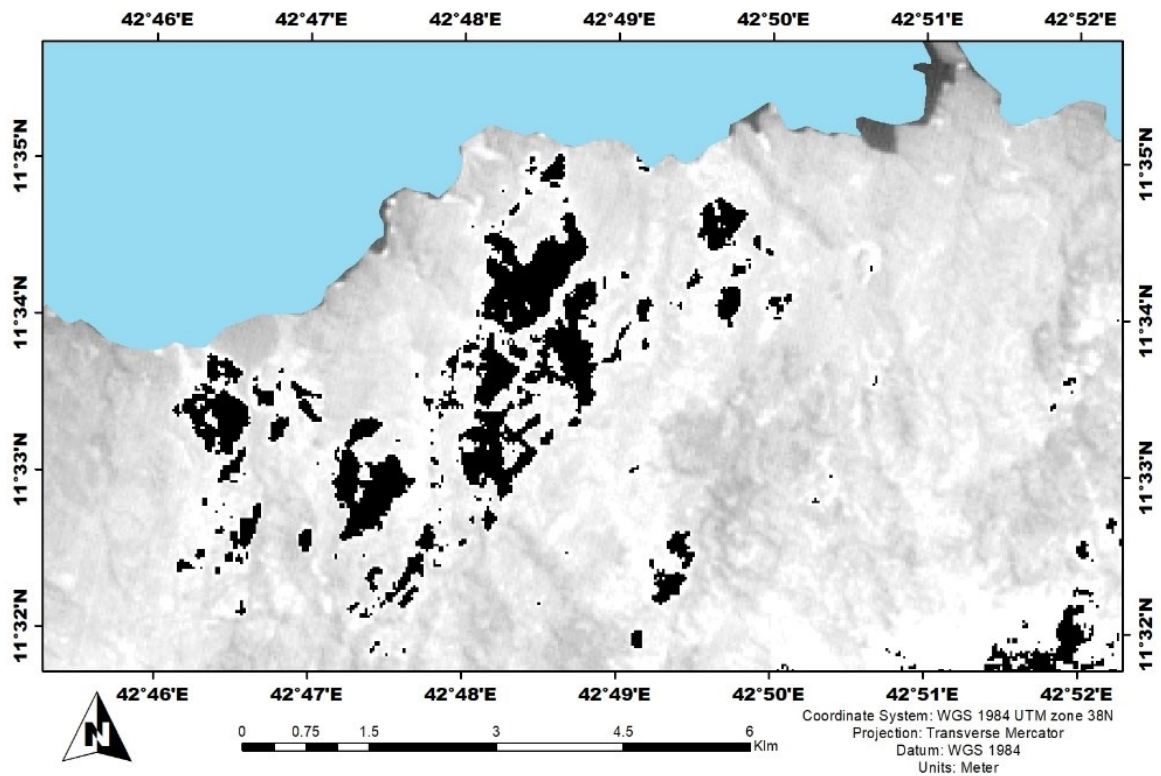 42°46'E 42°47'E 42°48'E 42°49'E 42°50'E 42°51'E 42°52'E
11°35'N 11°35'N
11°34'N 11°34'N
11°33'N 11°33'N
11°32'N 11°32'N
42°46'E 42°47'E 42°48'E 42°49'E 42°50'E 42°51'E 42°52'E
N
0 0.75 1.5 3 4.5 6
Klm
Coordinate System: WGS 1984 UTM zone 38N
Projection: Transverse Mercator
Datum: WGS 1984
Units: Meter